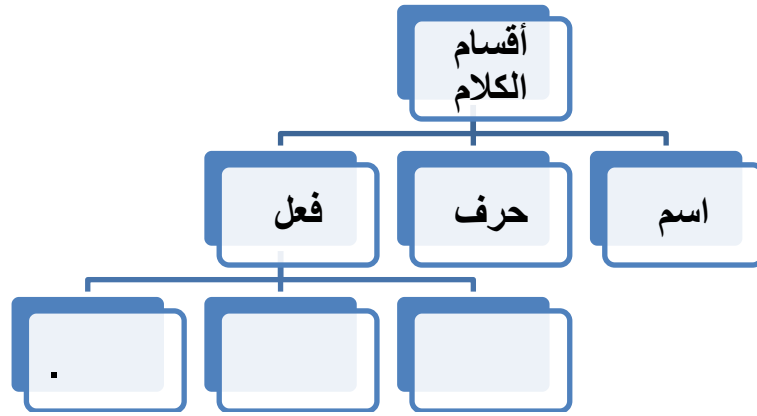 أقسام
الكلام
اسم
حرف
فعل
.